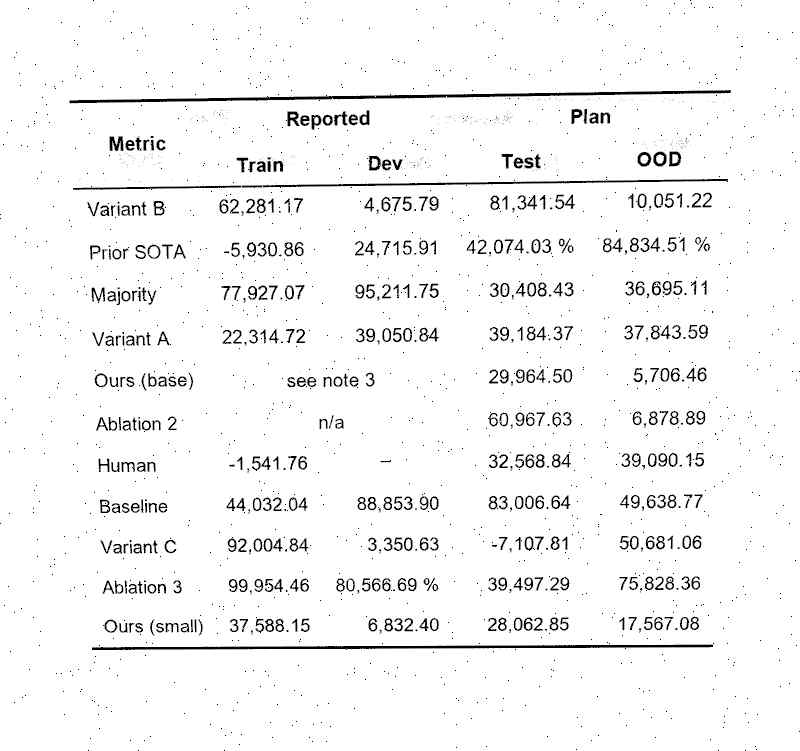 Reported Plan
Metric
Train Dev Test OOD
Variant B 62,281.17 4,675.79 81,341.54 10,051.22
Prior SOTA -5,930.86 24,715.91 42,074.03 % 84,834.51 %
Majority 77,927.07 95,211.75 30,408.43 36,695.11
Variant A 22,314.72 39,050.84 39,184.37 37,843.59
Ours (base) see note 3 29,964.50 5,706.46
Ablation 2 n/a 60,967.63 6,878.89
Human -1,541.76 – 32,568.84 39,090.15
Baseline 44,032.04 88,853.90 83,006.64 49,638.77
Variant C 92,004.84 3,350.63 -7,107.81 50,681.06
Ablation 3 99,954.46 80,566.69 % 39,497.29 75,828.36
Ours (small) 37,588.15 6,832.40 28,062.85 17,567.08